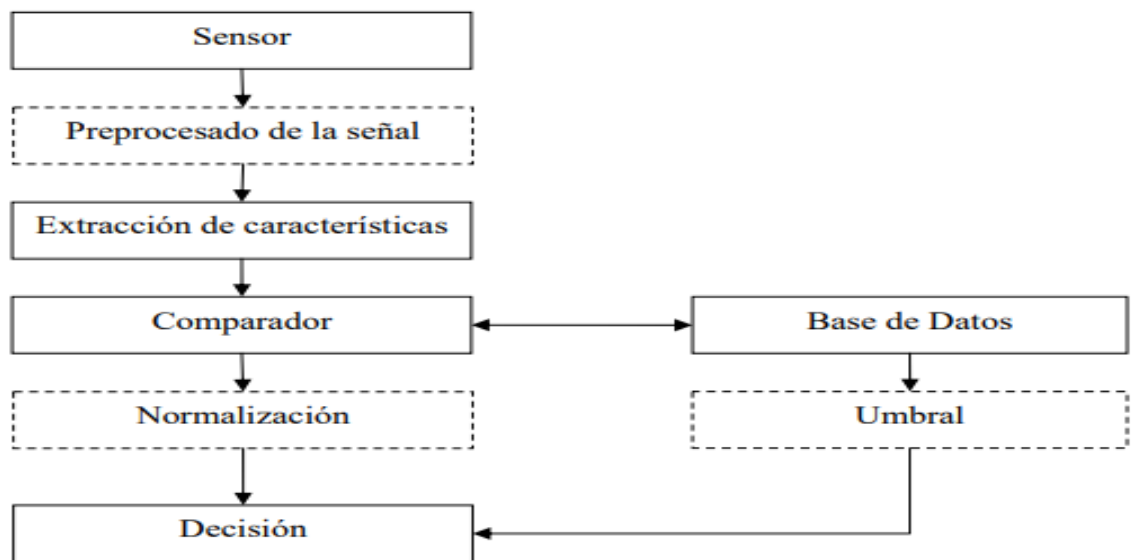 Sensor
Preprocesado de la señal
Extracción de características
Comparador
Base de Datos
Normalización
Umbral
Decisión